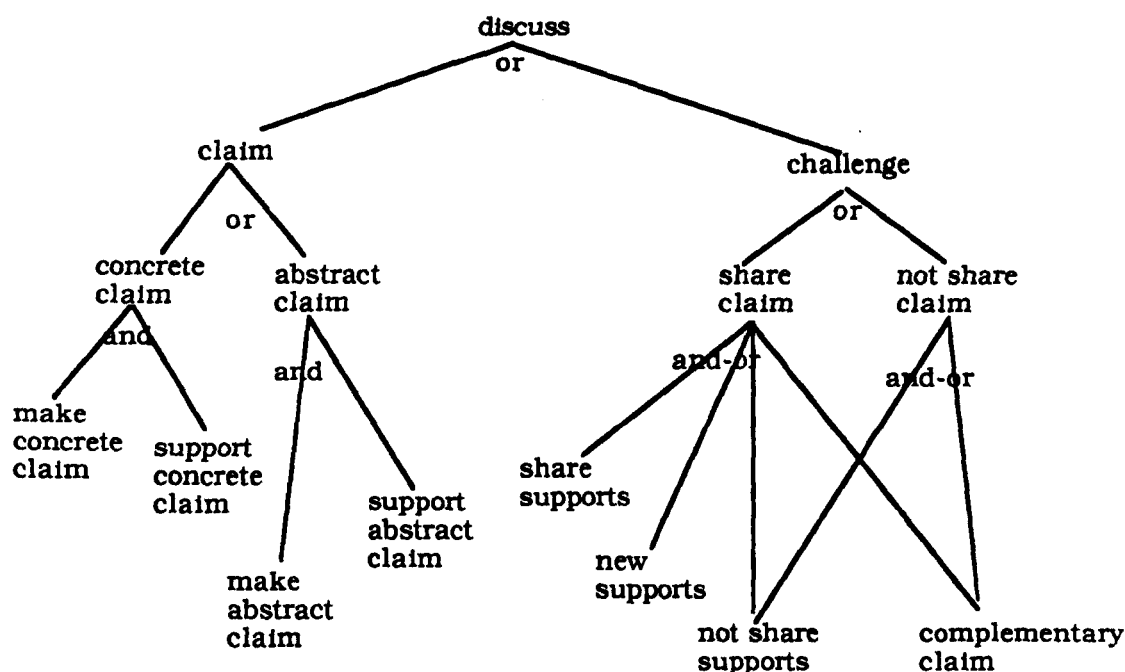 discuss
or
claim
challenge
or
or
concrete
claim
abstract
claim
share
claim
not share
claim
and
and
and-or
and-or
make
concrete
claim
support
concrete
claim
share
supports
support
abstract
claim
new
supports
make
abstract
claim
not share
supports
complementary
claim